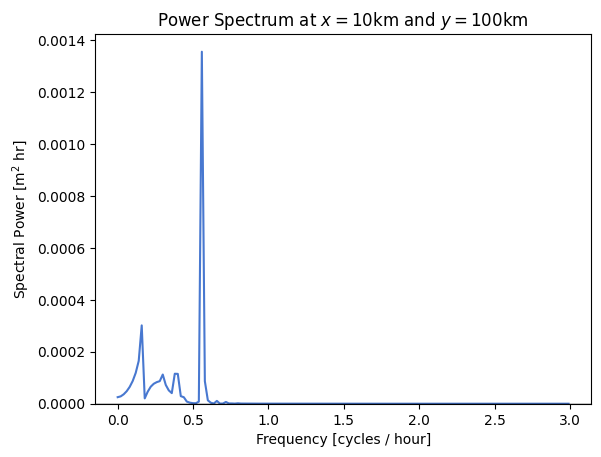 Power Spectrum at x = 10km and y = 100km
0.0014
0.0012
0.0010
0.0008
0.0006
0.0004
0.0002
0.0000
Spectral Power [m² hr]
0.0 0.5 1.0 1.5 2.0 2.5 3.0
Frequency [cycles / hour]